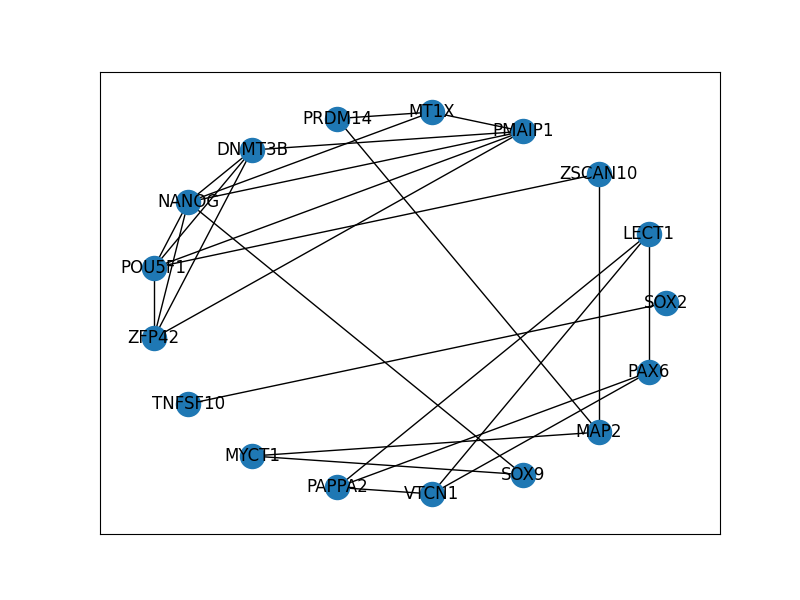 MT1X
PRDM14
PMAIP1
DNMT3B
ZSCAN10
NANOG
LECT1
POU5F1
SOX2
ZFP42
PAX6
TNFSF10
MAP2
MYCT1
SOX9
PAPPA2
VTCN1